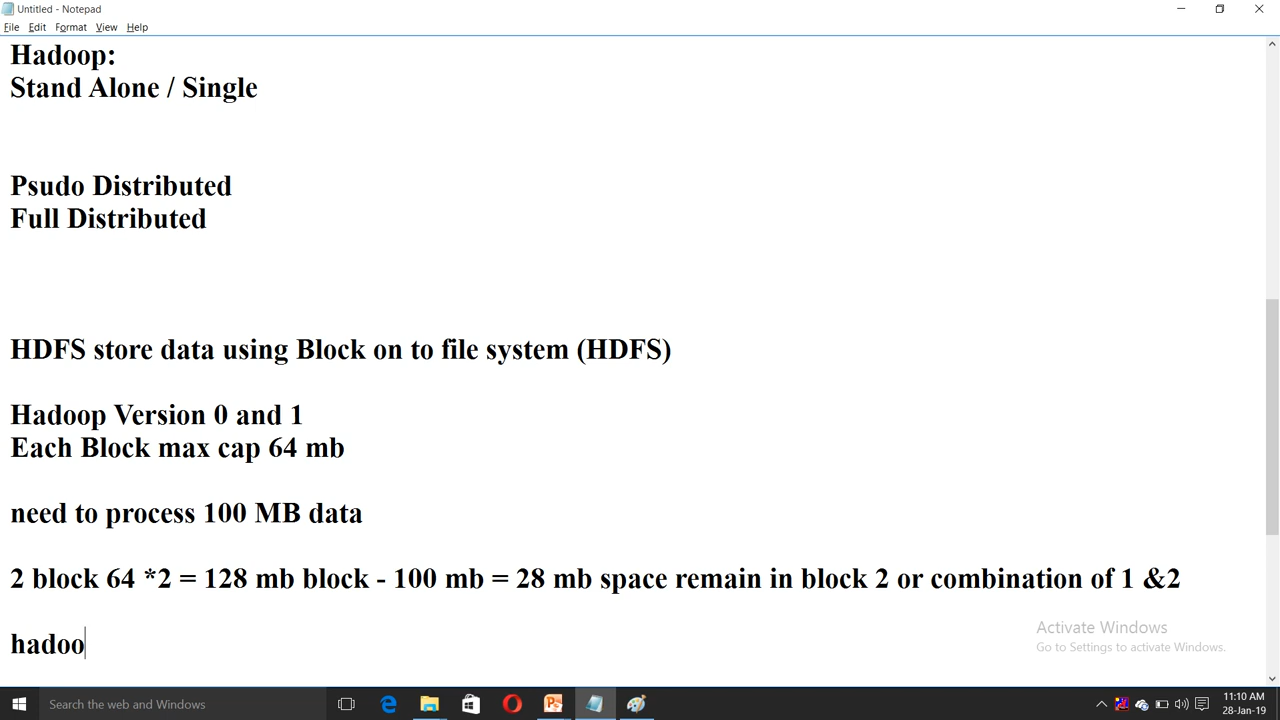 Untitled - Notepad
File Edit Format View Help
Hadoop:
Stand Alone / Single
Psudo Distributed
Full Distributed
HDFS store data using Block on to file system (HDFS)
Hadoop Version 0 and 1
Each Block max cap 64 mb
need to process 100 MB data
2 block 64 *2 = 128 mb block - 100 mb = 28 mb space remain in block 2 or combination of 1 &2
hadoo
Activate Windows
Go to Settings to activate Windows.
Search the web and Windows
11:10 AM
28-Jan-19